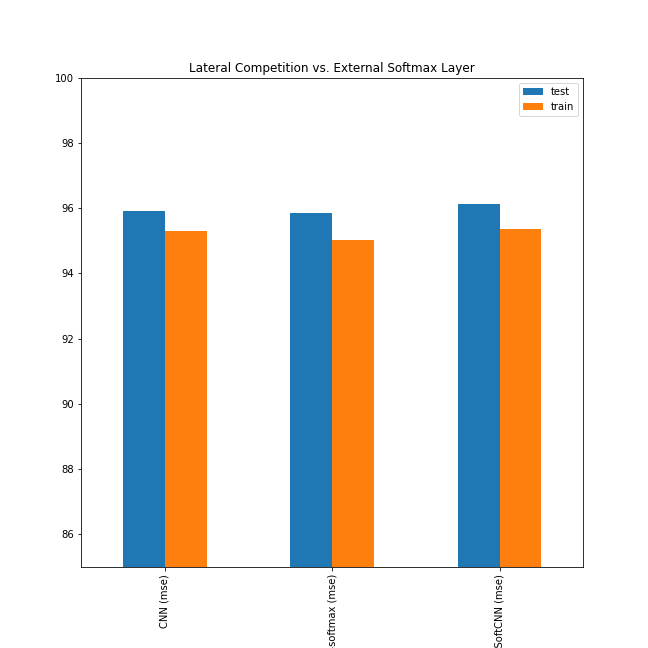 Lateral Competition vs. External Softmax Layer
100
98
96
94
92
90
88
86
test
train
CNN (mse)
-softmax (mse)
SoftCNN (mse)